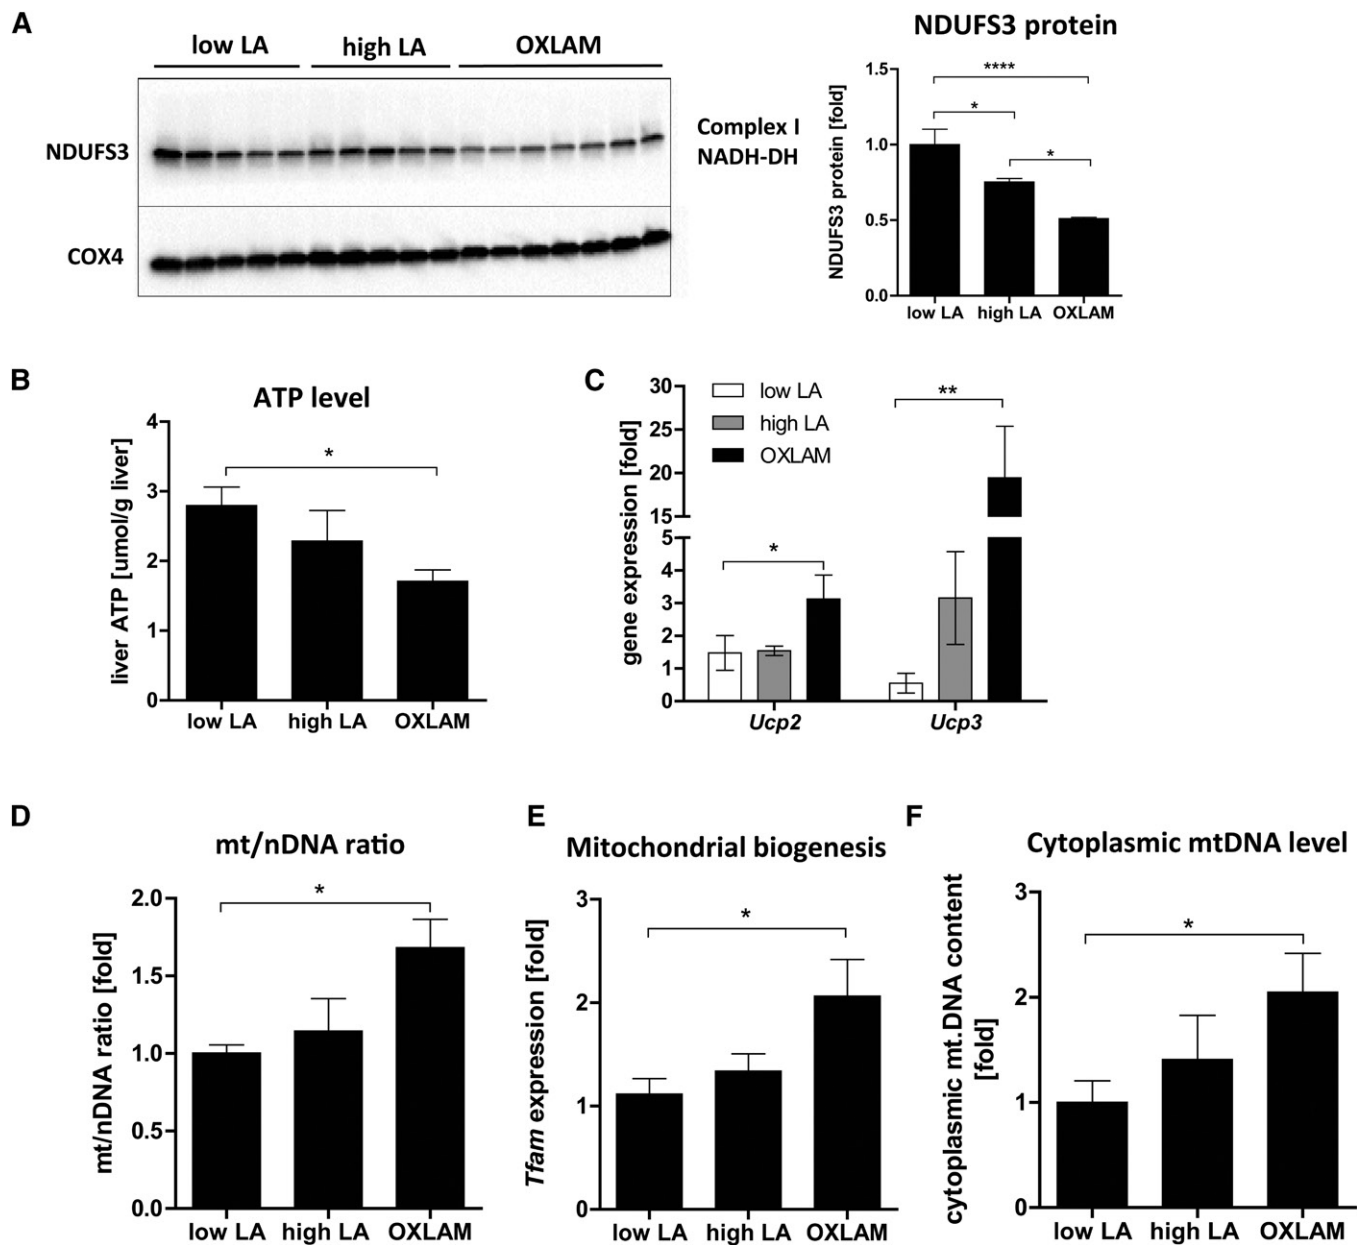 A
low LA
high LA
OXLAM
NDUFS3
COX4
Complex I
NADH-DH
NDUFS3 protein
NDUFS3 protein [fold]
1.5
1.0
0.5
0.0
****
*
*
low LA
high LA
OXLAM
B
ATP level
liver ATP [umol/g liver]
4
3
2
1
0
*
low LA
high LA
OXLAM
C
gene expression [fold]
30
25
20
15
5
4
3
2
1
0
low LA
high LA
OXLAM
*
**
Ucp2
Ucp3
D
mt/nDNA ratio
mt/nDNA ratio [fold]
2.0
1.5
1.0
0.5
0.0
*
low LA
high LA
OXLAM
E
Mitochondrial biogenesis
Tfam expression [fold]
3
2
1
0
*
low LA
high LA
OXLAM
F
Cytoplasmic mtDNA level
cytoplasmic mt.DNA content
[fold]
3
2
1
0
*
low LA
high LA
OXLAM